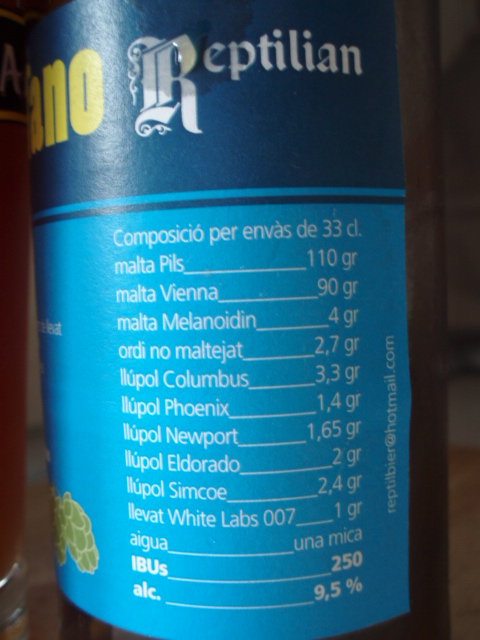 Reptilian
Composició per envàs de 33 cl.
malta Pils 110 gr
malta Vienna 90 gr
malta Melanoidin 4 gr
ordi no maltejat 2,7 gr
llúpol Columbus 3,3 gr
llúpol Phoenix 1,4 gr
llúpol Newport 1,65 gr
llúpol Eldorado 2 gr
llúpol Simcoe 2,4 gr
llevat White Labs 007 1 gr
aigua una mica
IBUs 250
alc. 9,5 %
reptilbier@hotmail.com